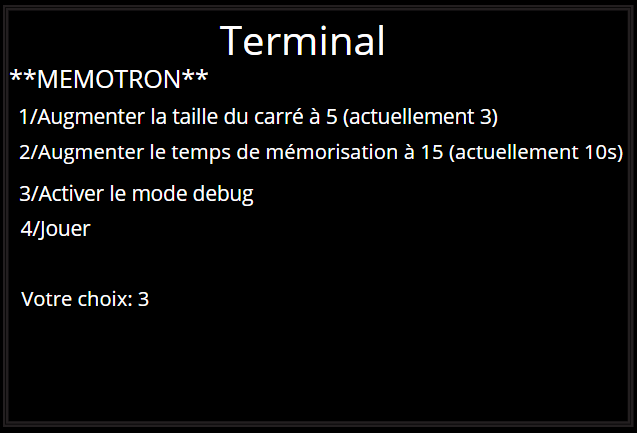 Terminal
**MEMOTRON**
1/Augmenter la taille du carré à 5 (actuellement 3)
2/Augmenter le temps de mémorisation à 15 (actuellement 10s)
3/Activer le mode debug
4/Jouer
Votre choix: 3